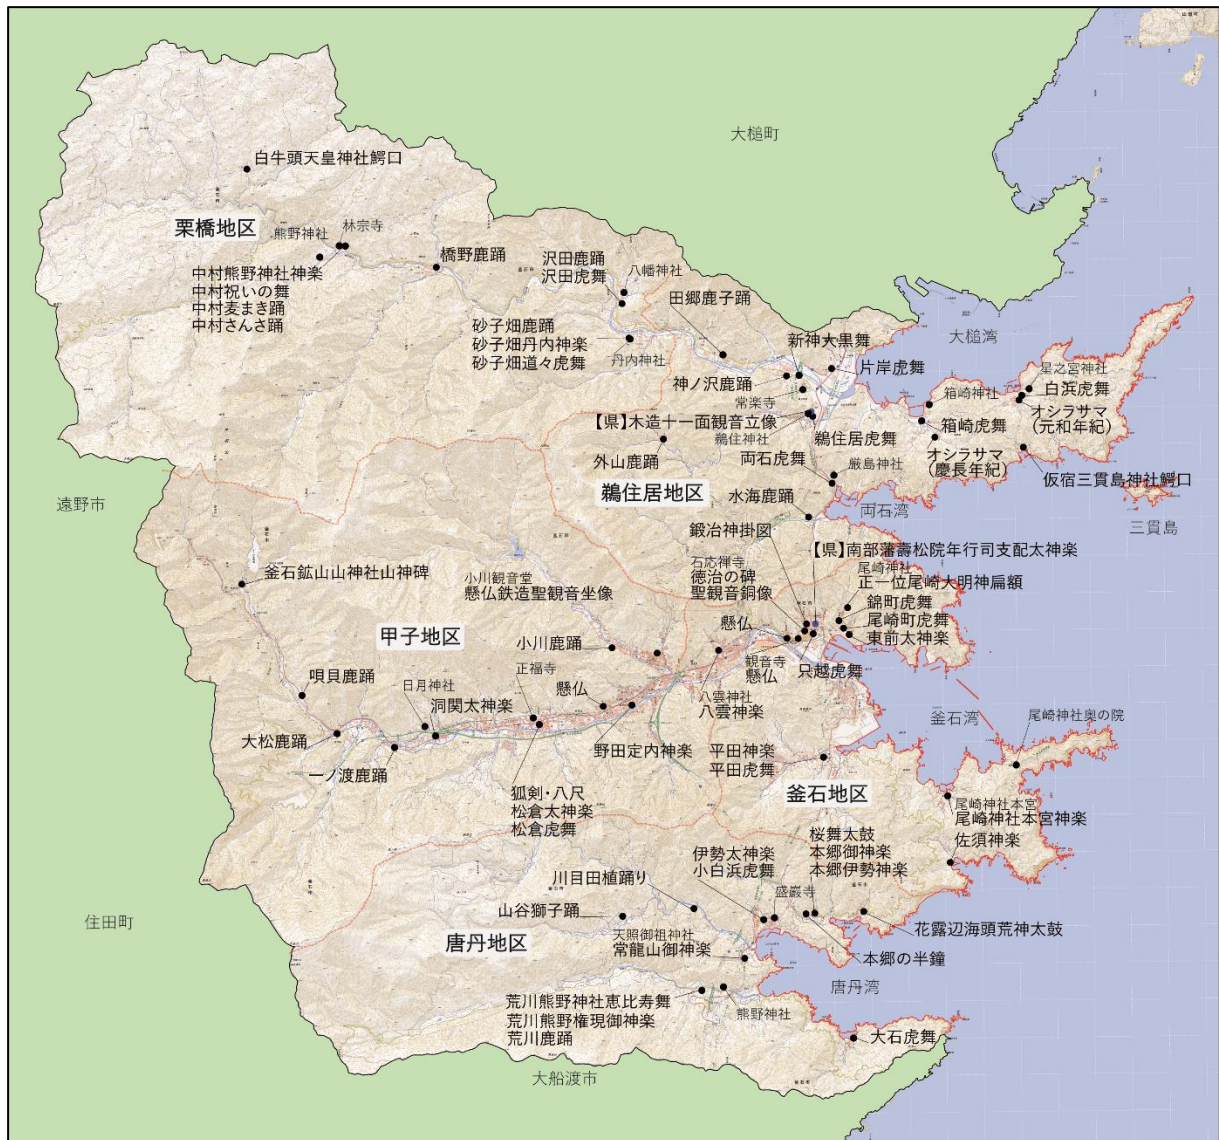 大槌町
白牛頭天皇神社鰐口
栗橋地区
熊野神社
林宗寺
中村熊野神社神楽
中村祝いの舞
中村麦まき踊
中村さんさ踊
橋野鹿踊
沢田鹿踊
沢田虎舞
八幡神社
砂子畑鹿踊
砂子畑丹内神楽
砂子畑道々虎舞
丹内神社
田郷鹿子踊
新神大黒舞
片岸虎舞
神ノ沢鹿踊
常楽寺
【県】木造十一面観音立像
鵜住神社
鵜住居虎舞
外山鹿踊
両石虎舞
厳島神社
鵜住居地区
水海鹿踊
大槌湾
箱崎神社
箱崎虎舞
オシラサマ
(慶長年紀)
星之宮神社
白浜虎舞
オシラサマ
(元和年紀)
仮宿三貫島神社鰐口
両石湾
三貫島
遠野市
釜石鉱山山神社山神碑
鍛冶神掛図
【県】南部藩壽松院年行司支配太神楽
石応禅寺
徳治の碑
聖観音銅像
尾崎神社
正一位尾崎大明神扁額
錦町虎舞
尾崎町虎舞
東前太神楽
小川観音堂
懸仏鉄造聖観音坐像
甲子地区
小川鹿踊
懸仏
観音寺
懸仏
只越虎舞
唄貝鹿踊
日月神社
洞関太神楽
正福寺
懸仏
八雲神社
八雲神楽
大松鹿踊
一ノ渡鹿踊
野田定内神楽
狐剣・八尺
松倉太神楽
松倉虎舞
平田神楽
平田虎舞
釜石地区
釜石湾
尾崎神社奥の院
尾崎神社本宮
尾崎神社本宮神楽
佐須神楽
桜舞太鼓
本郷御神楽
本郷伊勢神楽
伊勢太神楽
小白浜虎舞
盛巌寺
川目田植踊り
山谷獅子踊
住田町
唐丹地区
天照御祖神社
常龍山御神楽
花露辺海頭荒神太鼓
本郷の半鐘
唐丹湾
荒川熊野神社恵比寿舞
荒川熊野権現御神楽
荒川鹿踊
熊野神社
大石虎舞
大船渡市